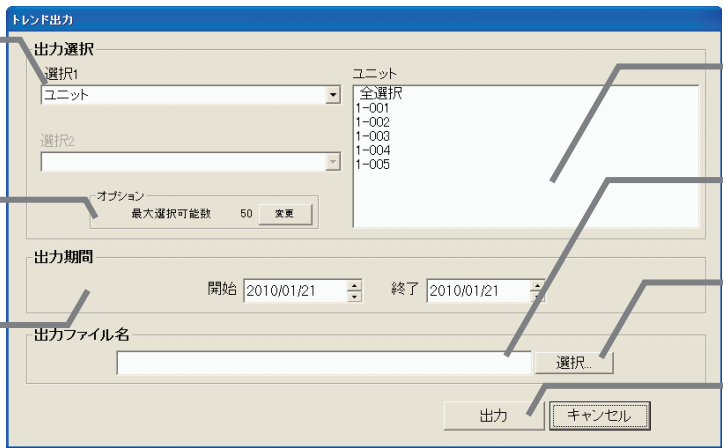 トレンド出力
出力選択
選択1
ユニット
ユニット
全選択
1-001
1-002
1-003
1-004
1-005
選択2
オプション
最大選択可能数 50 変更
出力期間
開始 2010/01/21 終了 2010/01/21
出力ファイル名
選択...
出力 キャンセル